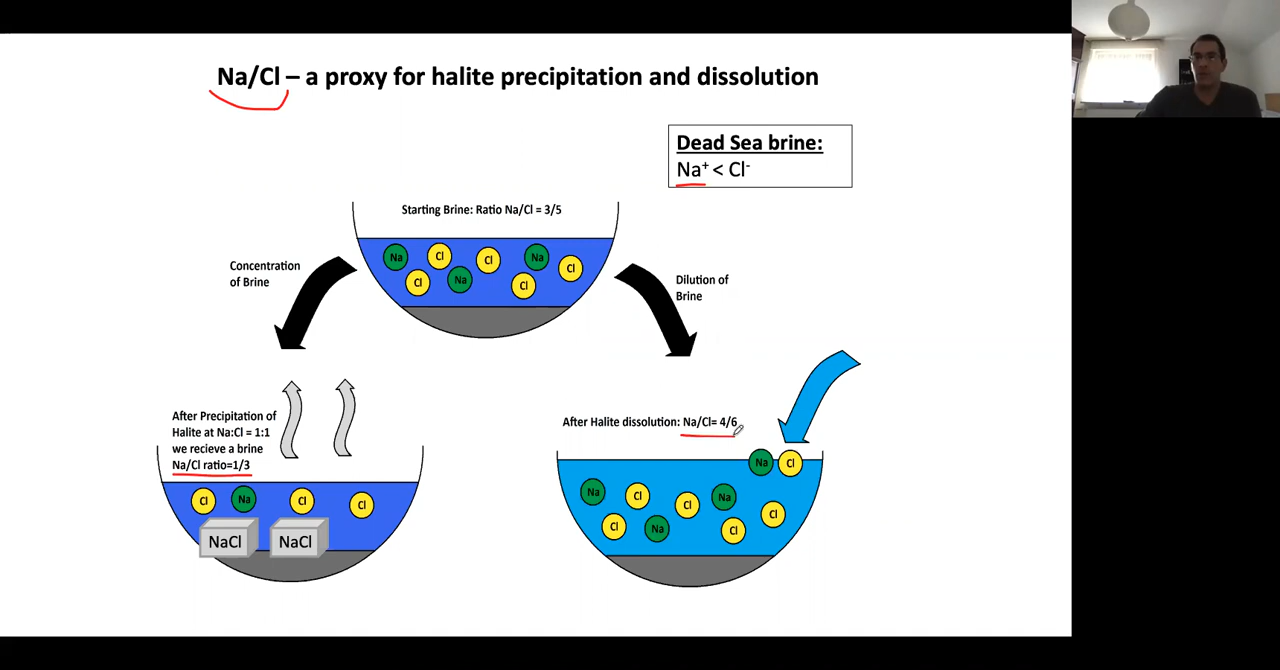 Na/Cl – a proxy for halite precipitation and dissolution
Dead Sea brine:
Na⁺ < Cl⁻
Starting Brine: Ratio Na/Cl = 3/5
Na Cl Cl Na Cl
Cl Na Cl
Concentration
of Brine
Dilution of
Brine
After Precipitation of
Halite at Na:Cl = 1:1
we recieve a brine
Na/Cl ratio=1/3
Cl Na Cl Cl
NaCl NaCl
After Halite dissolution: Na/Cl= 4/6
Na Cl
Na Cl Cl Na Cl
Cl Na Cl